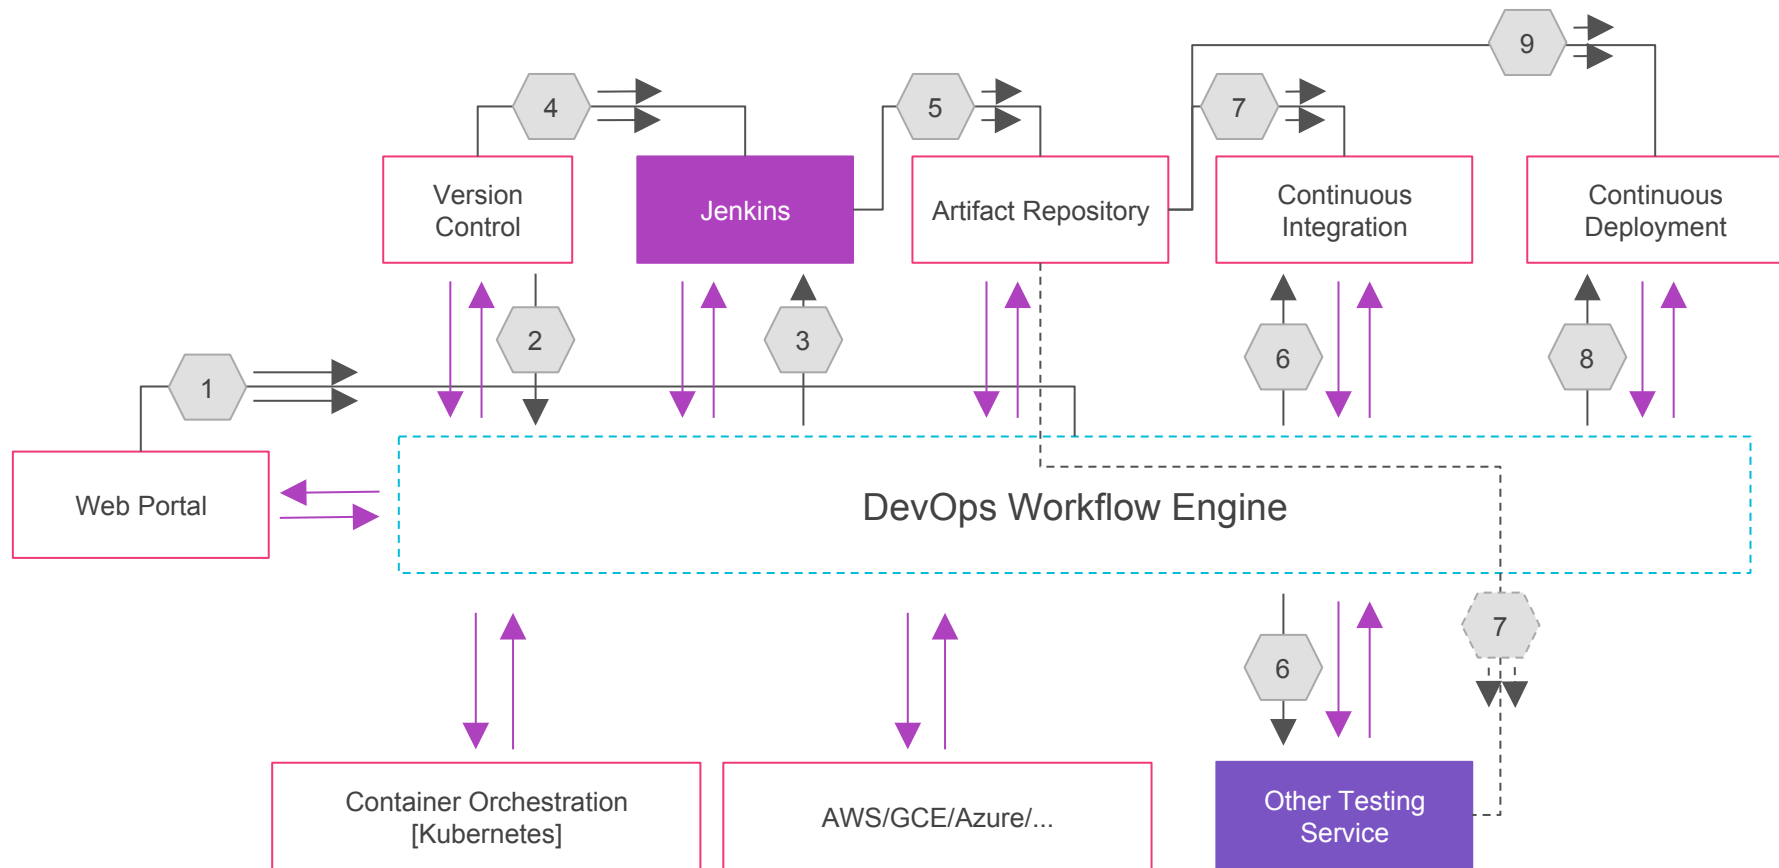 9
4
5
7
Version
Control
Jenkins
Artifact Repository
Continuous
Integration
Continuous
Deployment
2
3
6
8
1
Web Portal
DevOps Workflow Engine
7
6
Container Orchestration
[Kubernetes]
AWS/GCE/Azure/...
Other Testing
Service